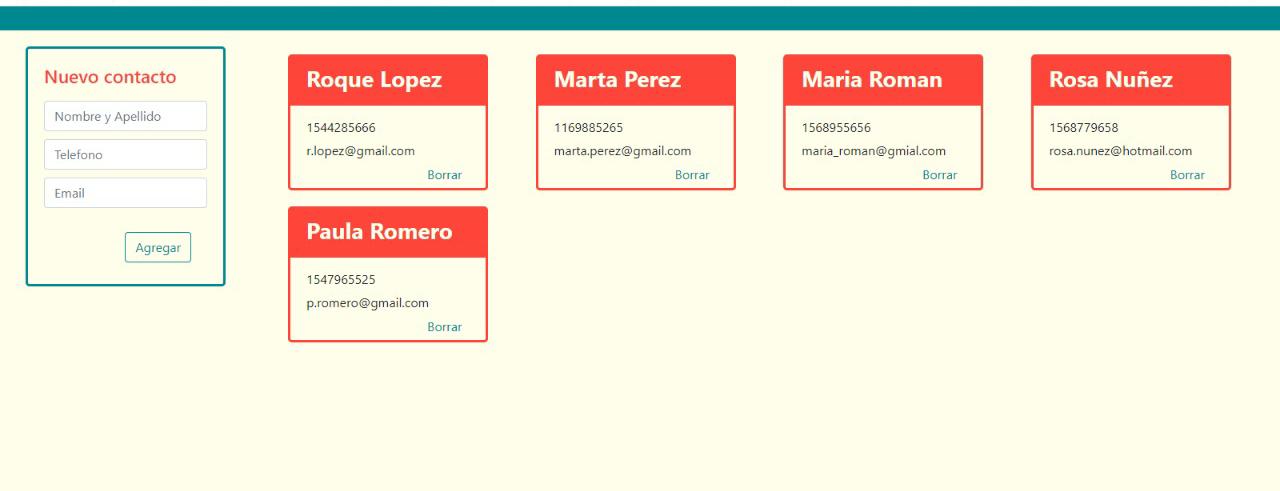 Nuevo contacto
Nombre y Apellido
Telefono
Email
Agregar
Roque Lopez
1544285666
r.lopez@gmail.com
Borrar
Marta Perez
1169885265
marta.perez@gmail.com
Borrar
Maria Roman
1568955656
maria_roman@gmial.com
Borrar
Rosa Nuñez
1568779658
rosa.nunez@hotmail.com
Borrar
Paula Romero
1547965525
p.romero@gmail.com
Borrar